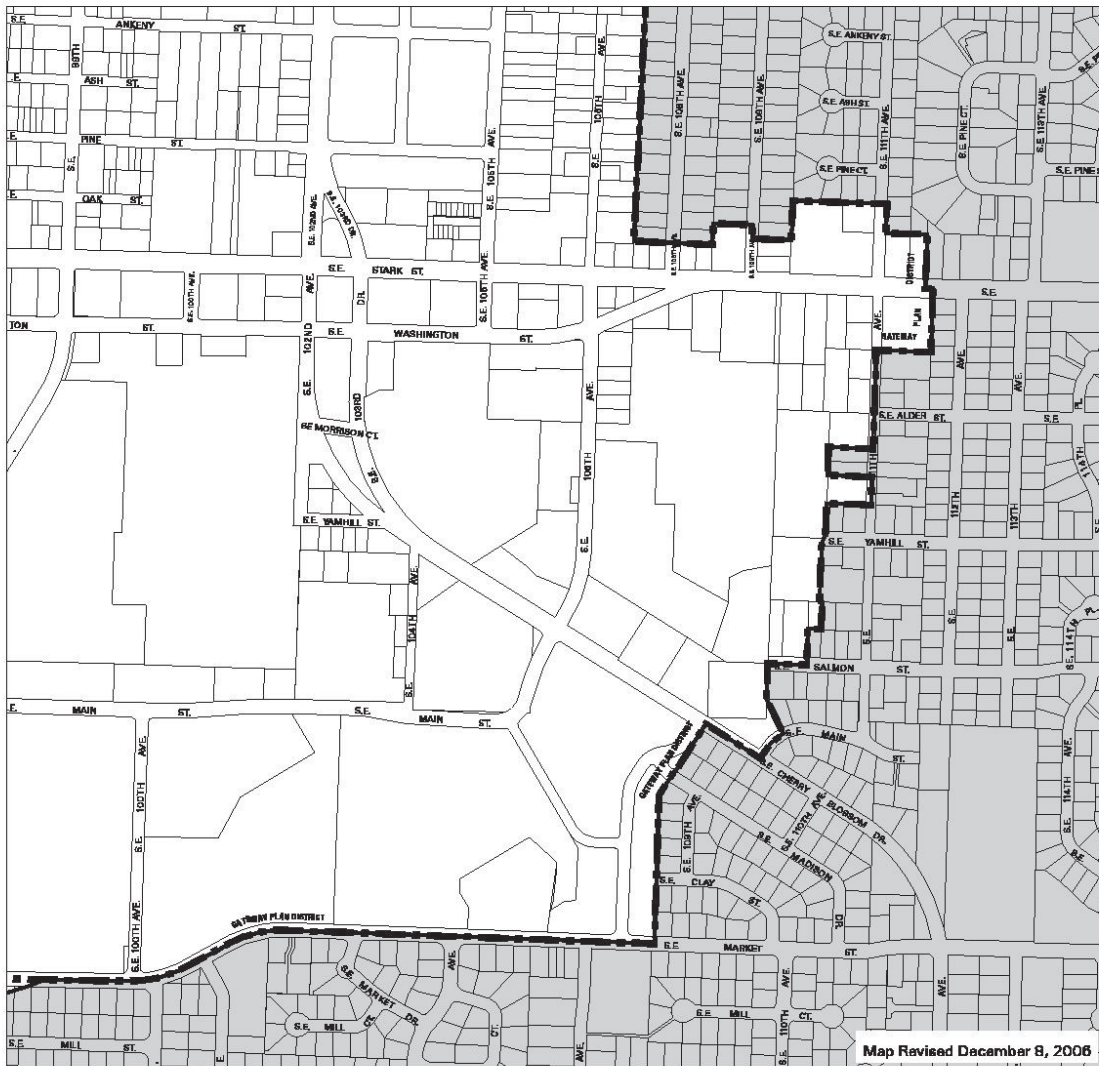 S.E. ANKENY ST.
S.E. ANKENY ST.
99TH
AVE.
S.E. 108TH AVE.
ASH ST.
S.E. ASH ST.
106TH
S.E. 111TH AVE.
S.E. PINE CT.
PINE ST.
AVE.
S.E.
S.E. PINE CT.
S.E. PINE
S.E.
S.E. 105TH
OAK ST.
S.E. 102ND AVE.
S.E. 103RD DR.
S.E. STARK ST.
DISTRICT
S.E. 100TH AVE.
AVE.
DR.
S.E. 105TH AVE.
S.E.
PLAN
TON ST.
S.E. WASHINGTON ST.
AVE.
GATEWAY
102ND
S.E.
103RD
AVE.
AVE.
AVE.
PL.
S.E. ALDER ST.
S.E.
SE MORRISON CT.
114TH
S.E.
106TH
111TH
112TH
113TH
S.E. YAMHILL ST.
S.E. YAMHILL ST.
S.E.
AVE.
104TH
S.E.
PL.
S.E.
S.E.
S.E.
S.E. 114TH
SALMON ST.
MAIN ST.
S.E. MAIN ST.
S.E. MAIN ST.
GATEWAY PLAN DISTRICT
AVE.
100TH
S.E.
S.E. CHERRY BLOSSOM DR.
AVE.
114TH
S.E.
AVE.
S.E. 109TH
S.E. 110TH AVE.
S.E. MADISON DR.
S.E.
S.E. CLAY ST.
GATEWAY PLAN DISTRICT
S.E. 100TH AVE.
S.E. MARKET ST.
S.E. MARKET DR.
AVE.
AVE.
AVE.
S.E. MILL CT.
CT.
S.E. MILL CT.
110TH
S.E. MILL ST.
AVE.
S.E.
Map Revised December 8, 2006